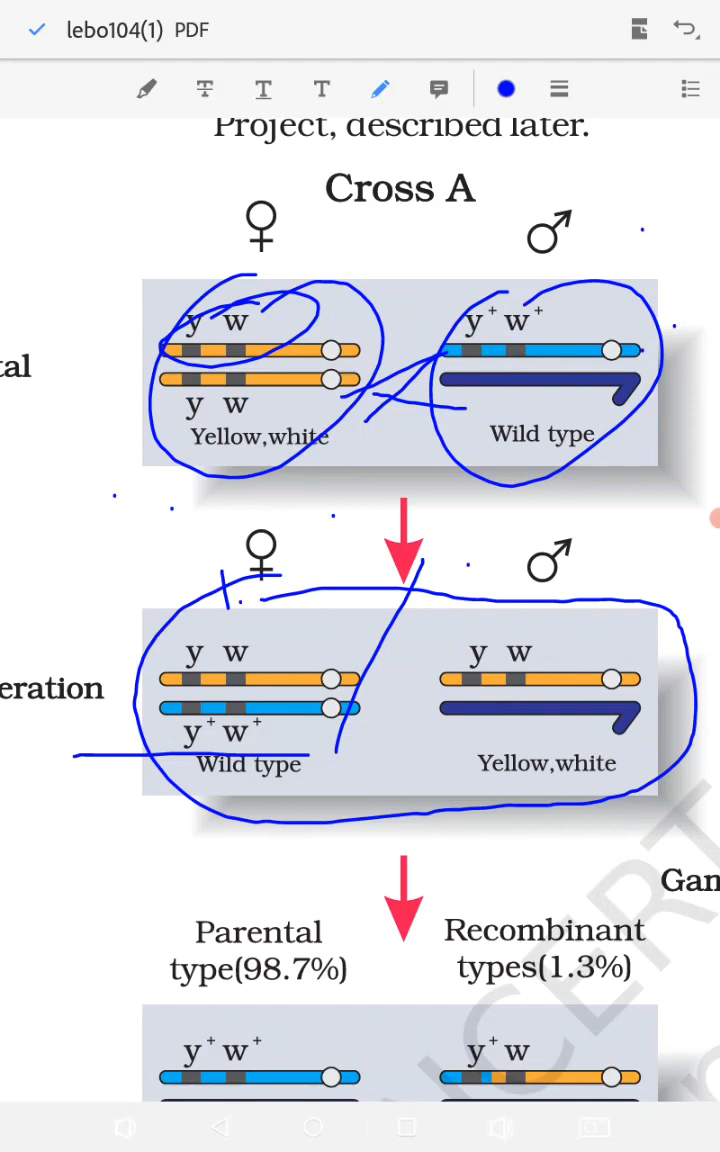 lebo104(1) PDF
Project, described later.
Cross A
♀ ♂
y w y⁺ w⁺
tal
y w
Yellow,white Wild type
♀ ♂
y w y w
eration
y⁺ w⁺
Wild type Yellow,white
Gan
Parental Recombinant
type(98.7%) types(1.3%)
y⁺ w⁺ y⁺ w
NCERT